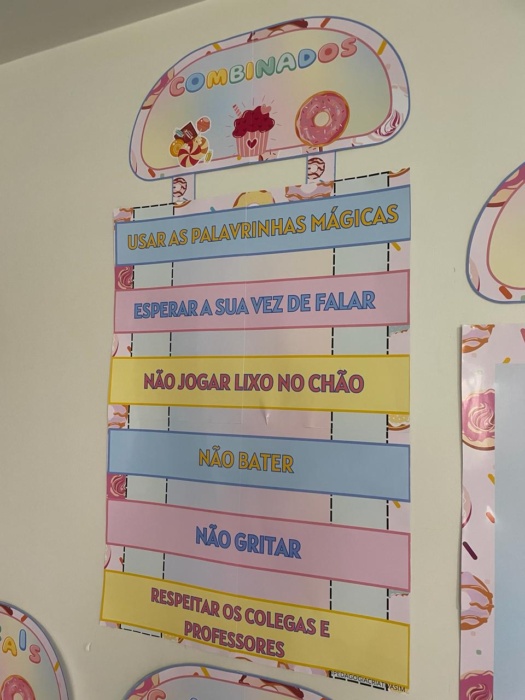 COMBINADOS
USAR AS PALAVRINHAS MÁGICAS
ESPERAR A SUA VEZ DE FALAR
NÃO JOGAR LIXO NO CHÃO
NÃO BATER
NÃO GRITAR
RESPEITAR OS COLEGAS E
PROFESSORES